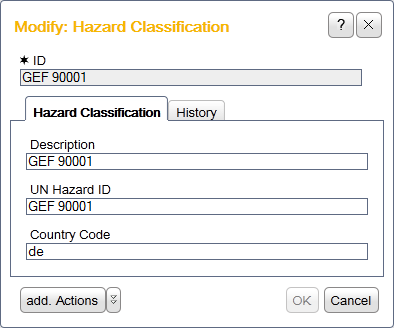 Modify: Hazard Classification
?
✶ ID
GEF 90001
Hazard Classification History
Description
GEF 90001
UN Hazard ID
GEF 90001
Country Code
de
add. Actions
OK Cancel